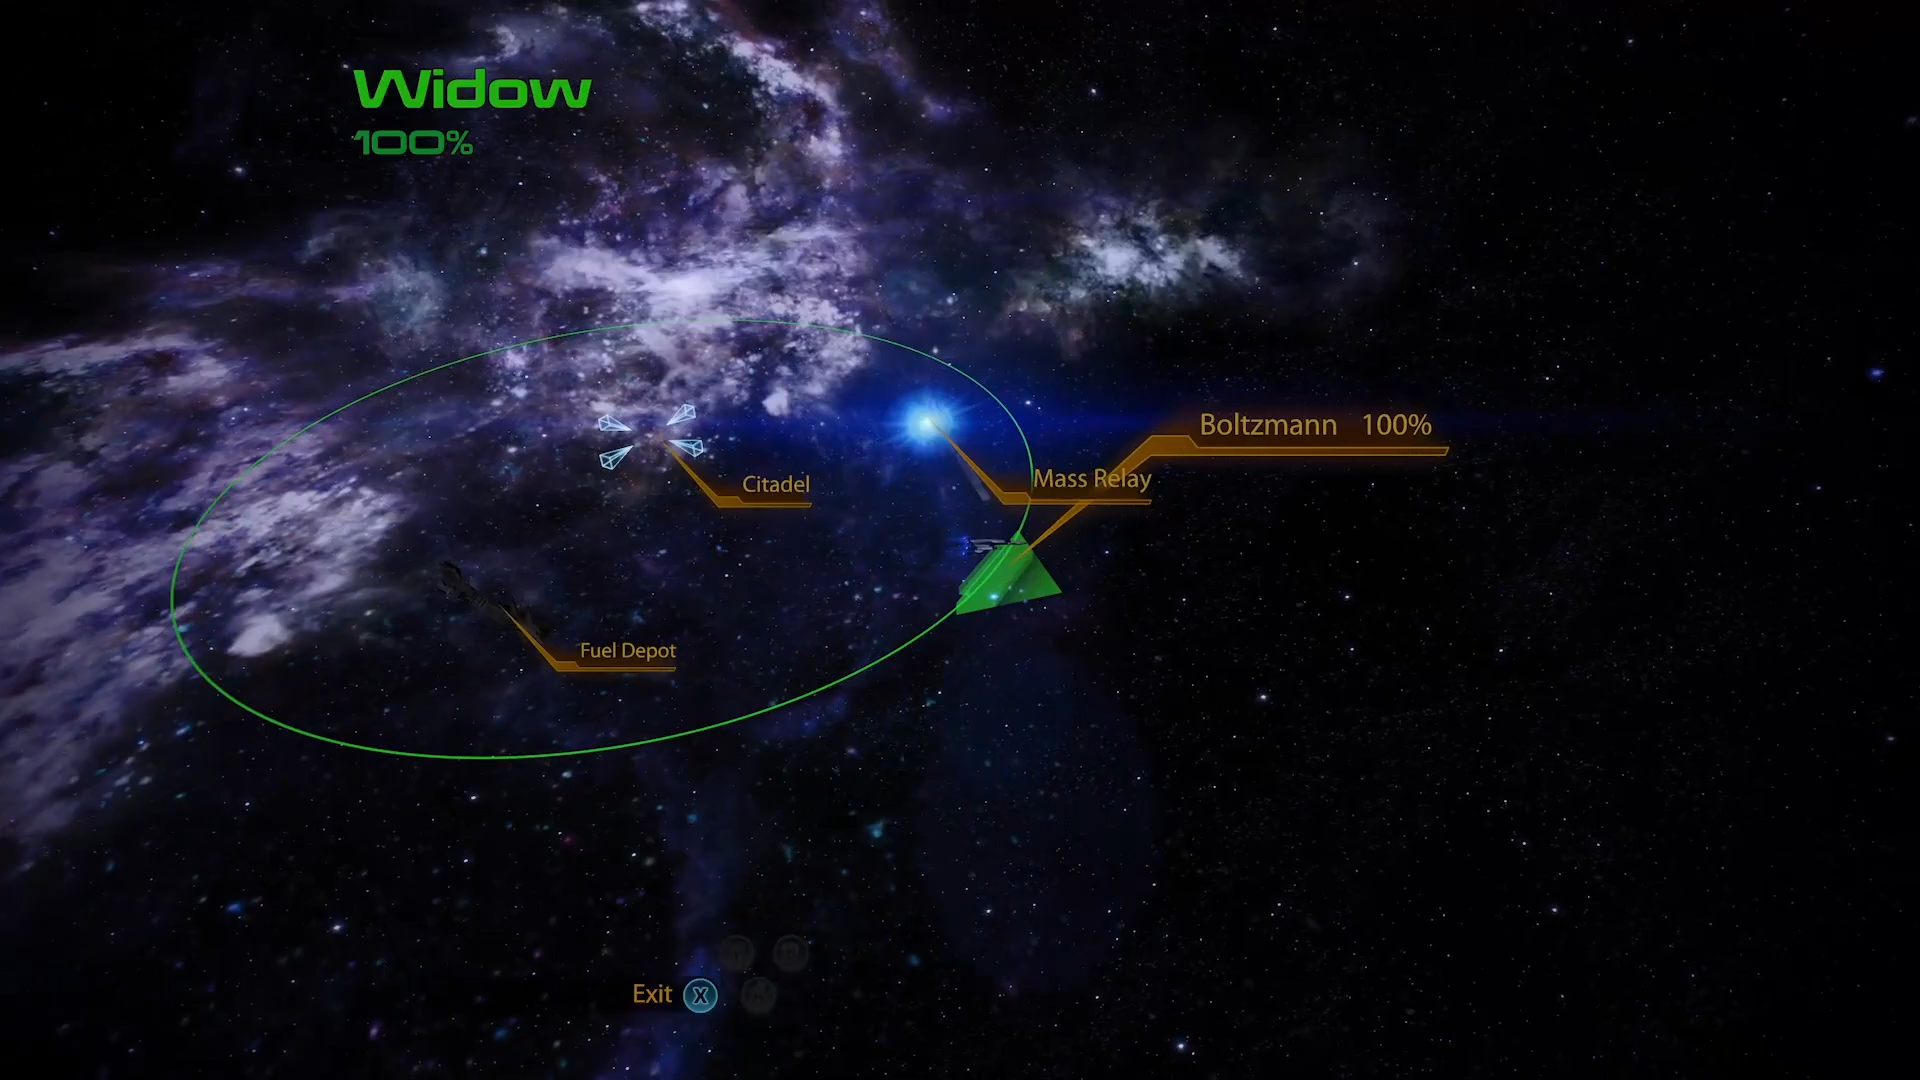 Widow
100%
Boltzmann 100%
Citadel
Mass Relay
Fuel Depot
Exit X